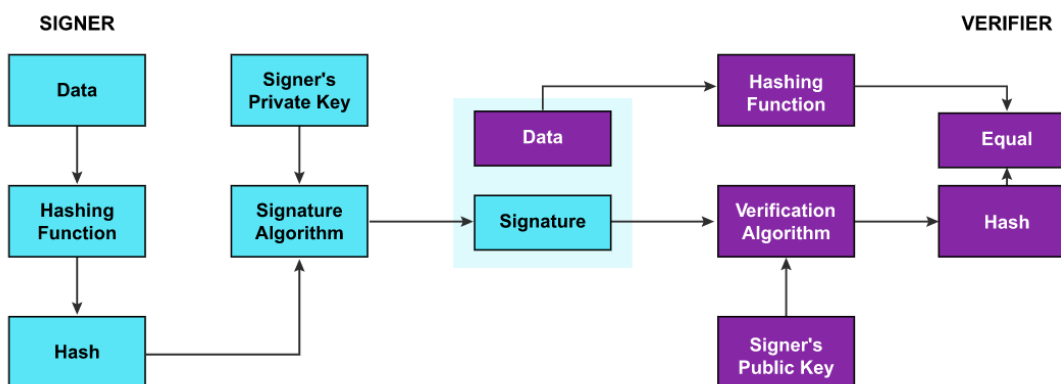 SIGNER
VERIFIER
Data
Signer's
Private Key
Hashing
Function
Data
Equal
Hashing
Function
Signature
Algorithm
Signature
Verification
Algorithm
Hash
Hash
Signer's
Public Key